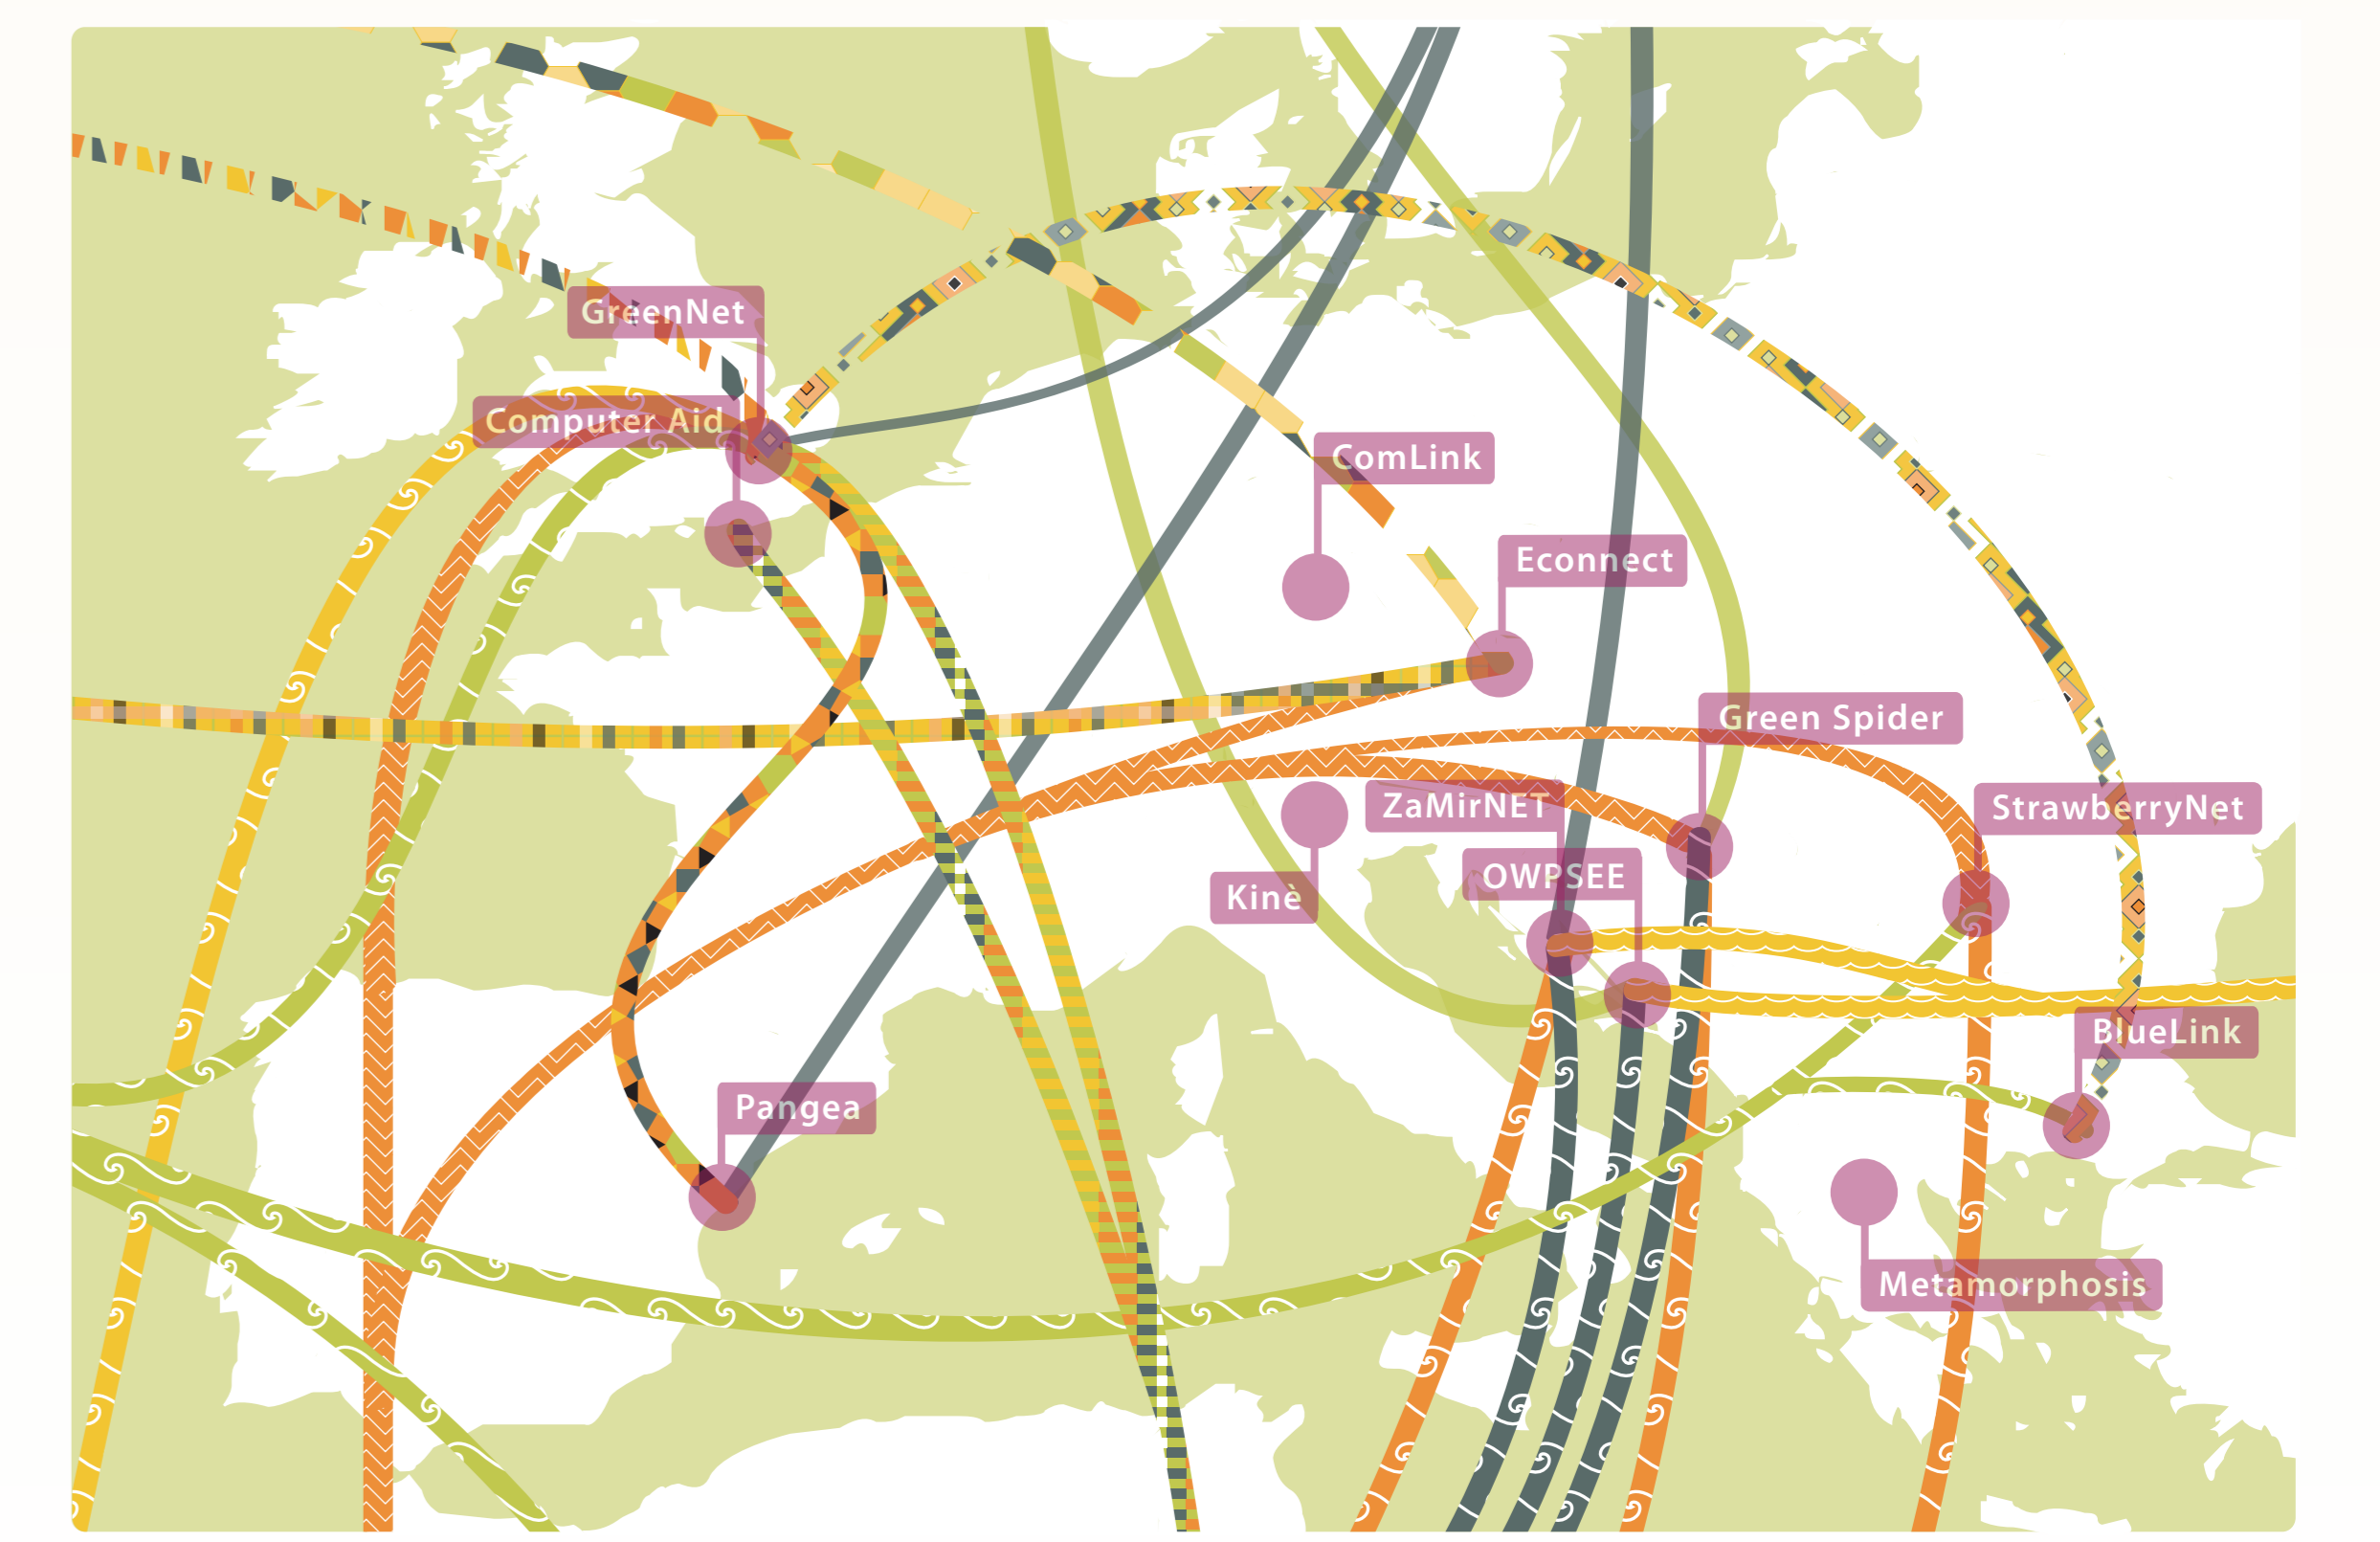 GreenNet
Computer Aid
ComLink
Econnect
Green Spider
ZaMirNET
StrawberryNet
OWPSEE
Kinè
BlueLink
Pangea
Metamorphosis